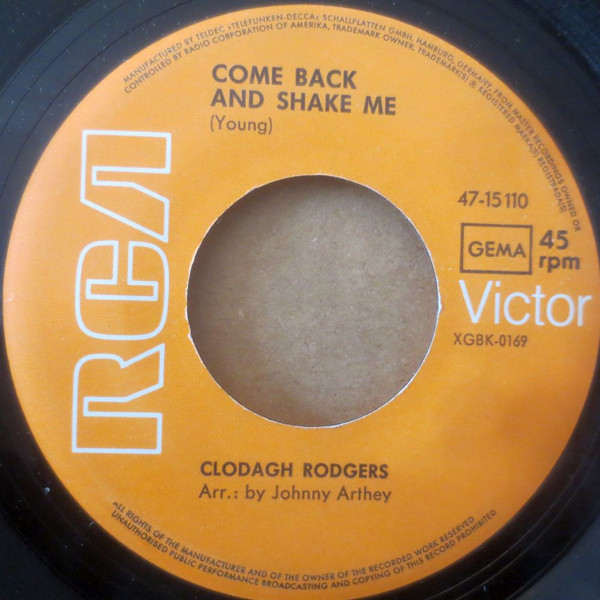 MANUFACTURED BY TELDEC »TELEFUNKEN-DECCA« SCHALLPLATTEN GMBH, HAMBURG, GERMANY, FROM MASTER RECORDINGS OWNED OR
CONTROLLED BY RADIO CORPORATION OF AMERIKA, TRADEMARK OWNER, TRADEMARK(S) ® REGISTERED MARKA(S) REGISTRADA(S)
COME BACK
AND SHAKE ME
(Young)
47-15110
GEMA
45
rpm
RCA
Victor
XGBK-0169
CLODAGH RODGERS
Arr.: by Johnny Arthey
ALL RIGHTS OF THE MANUFACTURER AND OF THE OWNER OF THE RECORDED WORK RESERVED
UNAUTHORISED PUBLIC PERFORMANCE BROADCASTING AND COPYING OF THIS RECORD PROHIBITED